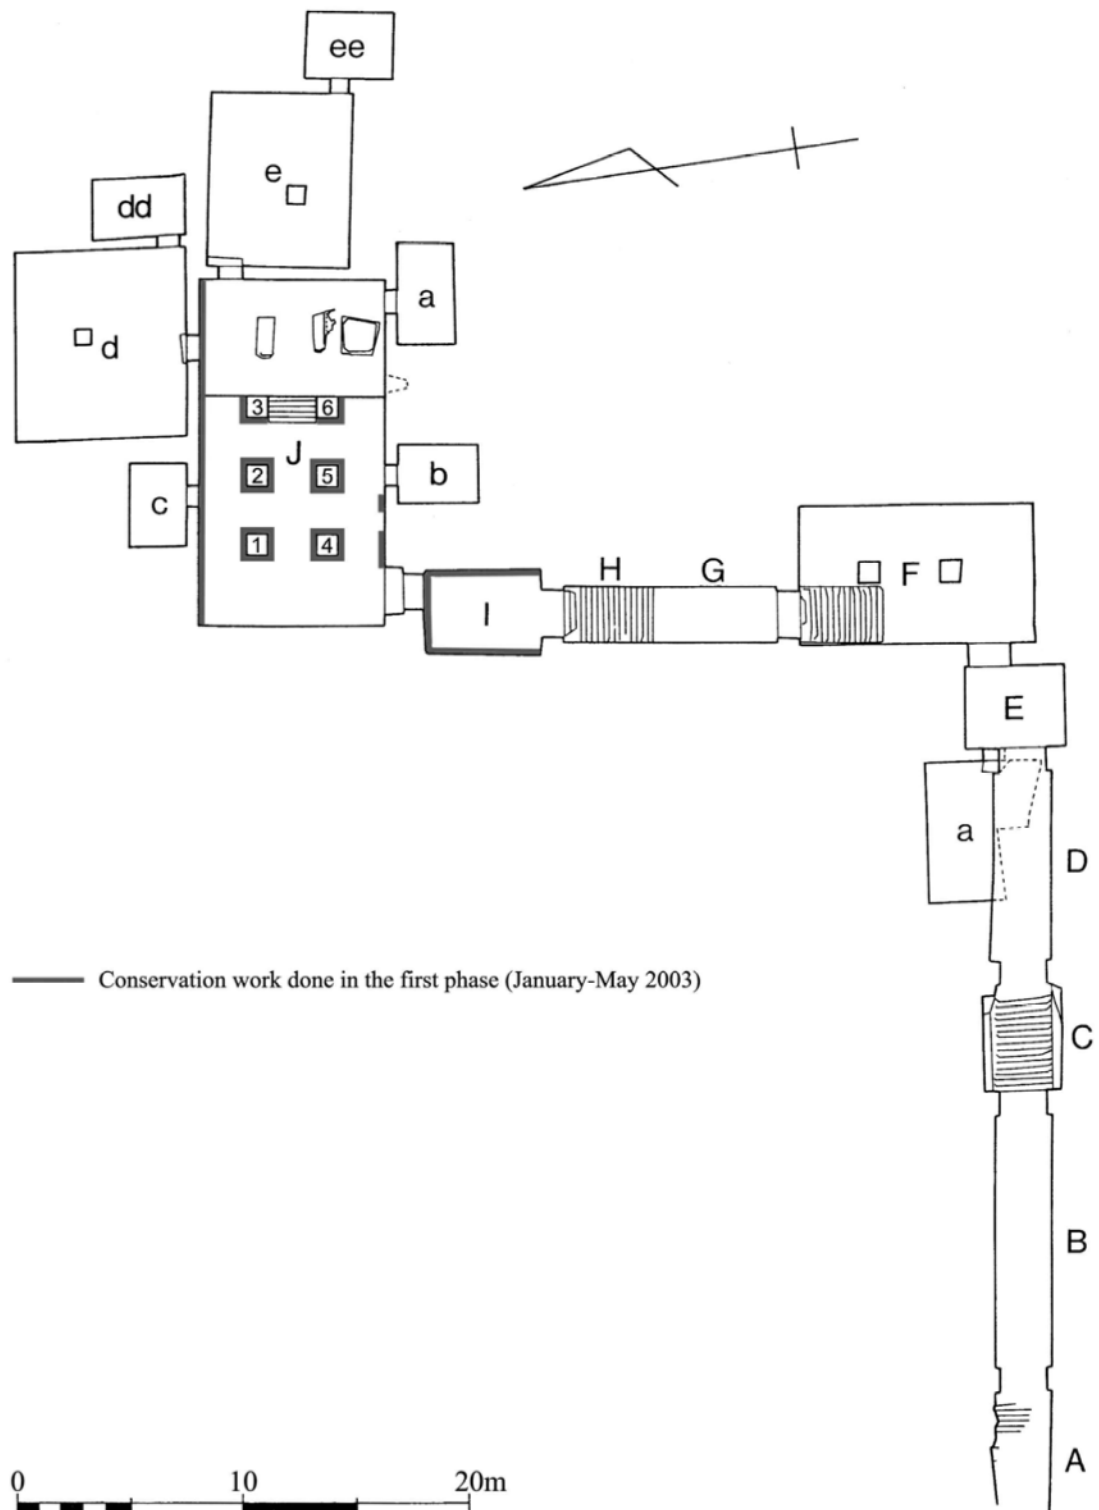 ee
e
dd
a
d
3 6
J
2 5
b
c
1 4
H G F
I
E
a
D
Conservation work done in the first phase (January-May 2003)
C
B
A
0 10 20m